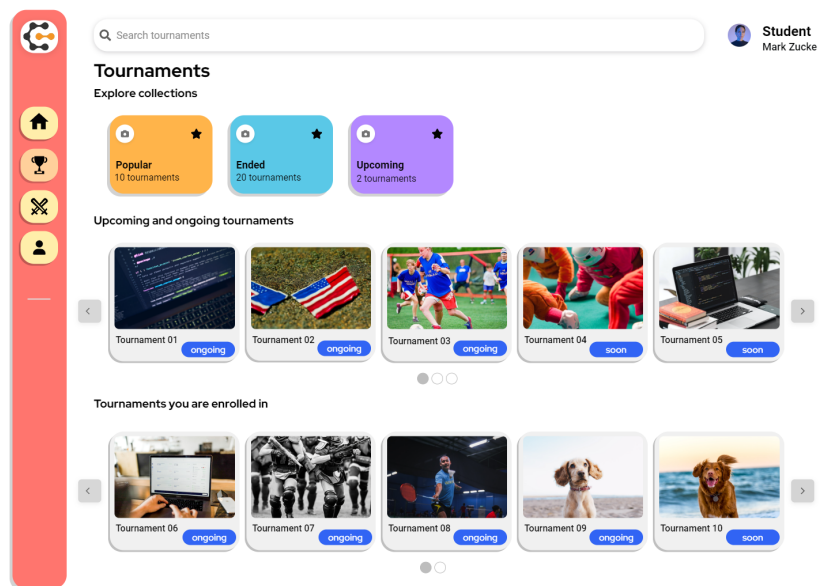 Search tournaments
Student
Mark Zucke
Tournaments
Explore collections
Popular
10 tournaments
Ended
20 tournaments
Upcoming
2 tournaments
Upcoming and ongoing tournaments
Tournament 01
ongoing
Tournament 02
ongoing
Tournament 03
ongoing
Tournament 04
soon
Tournament 05
soon
Tournaments you are enrolled in
Tournament 06
ongoing
Tournament 07
ongoing
Tournament 08
ongoing
Tournament 09
ongoing
Tournament 10
soon